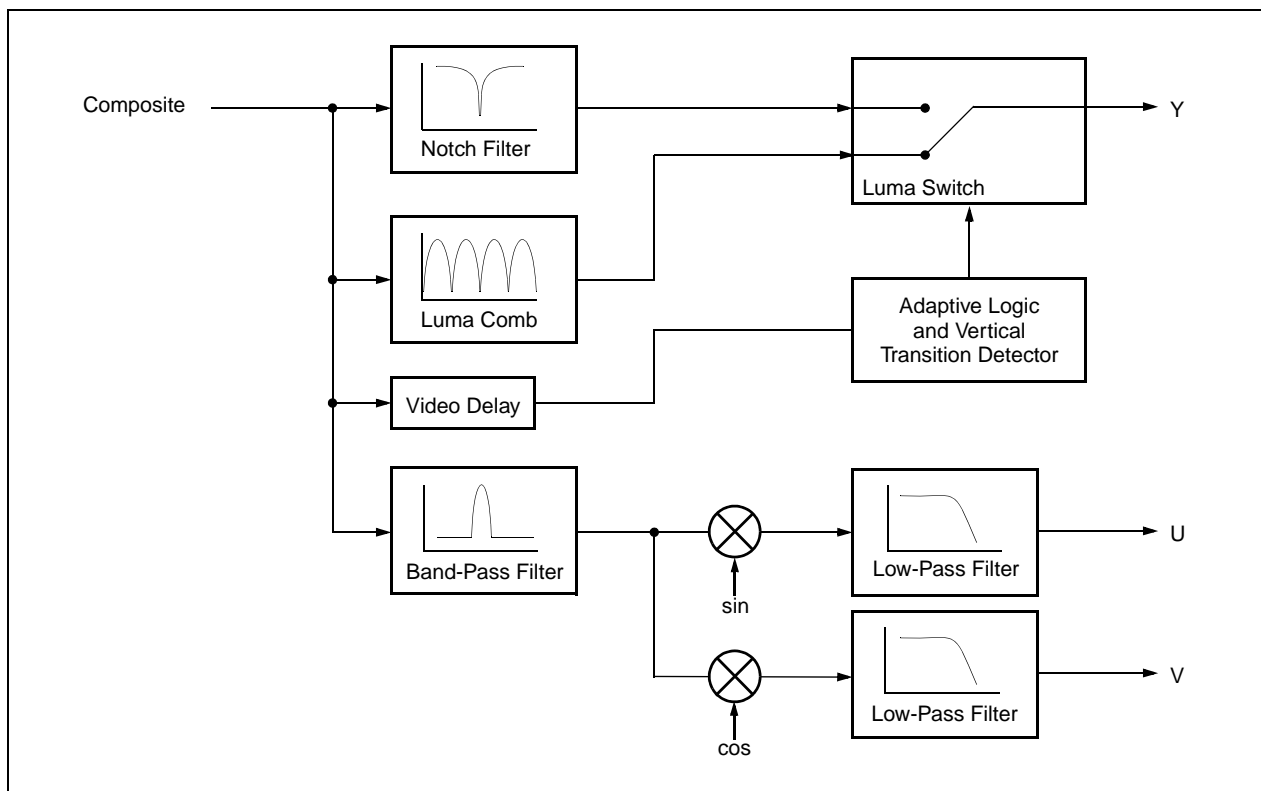 Composite
Notch Filter
Luma Switch
Y
Luma Comb
Adaptive Logic
and Vertical
Transition Detector
Video Delay
Band-Pass Filter
sin
Low-Pass Filter
U
cos
Low-Pass Filter
V